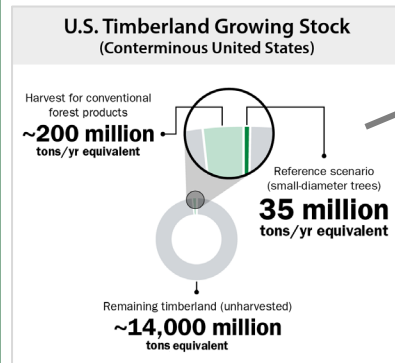 U.S. Timberland Growing Stock
(Conterminous United States)
Harvest for conventional
forest products
~200 million
tons/yr equivalent
Reference scenario
(small-diameter trees)
35 million
tons/yr equivalent
Remaining timberland (unharvested)
~14,000 million
tons equivalent